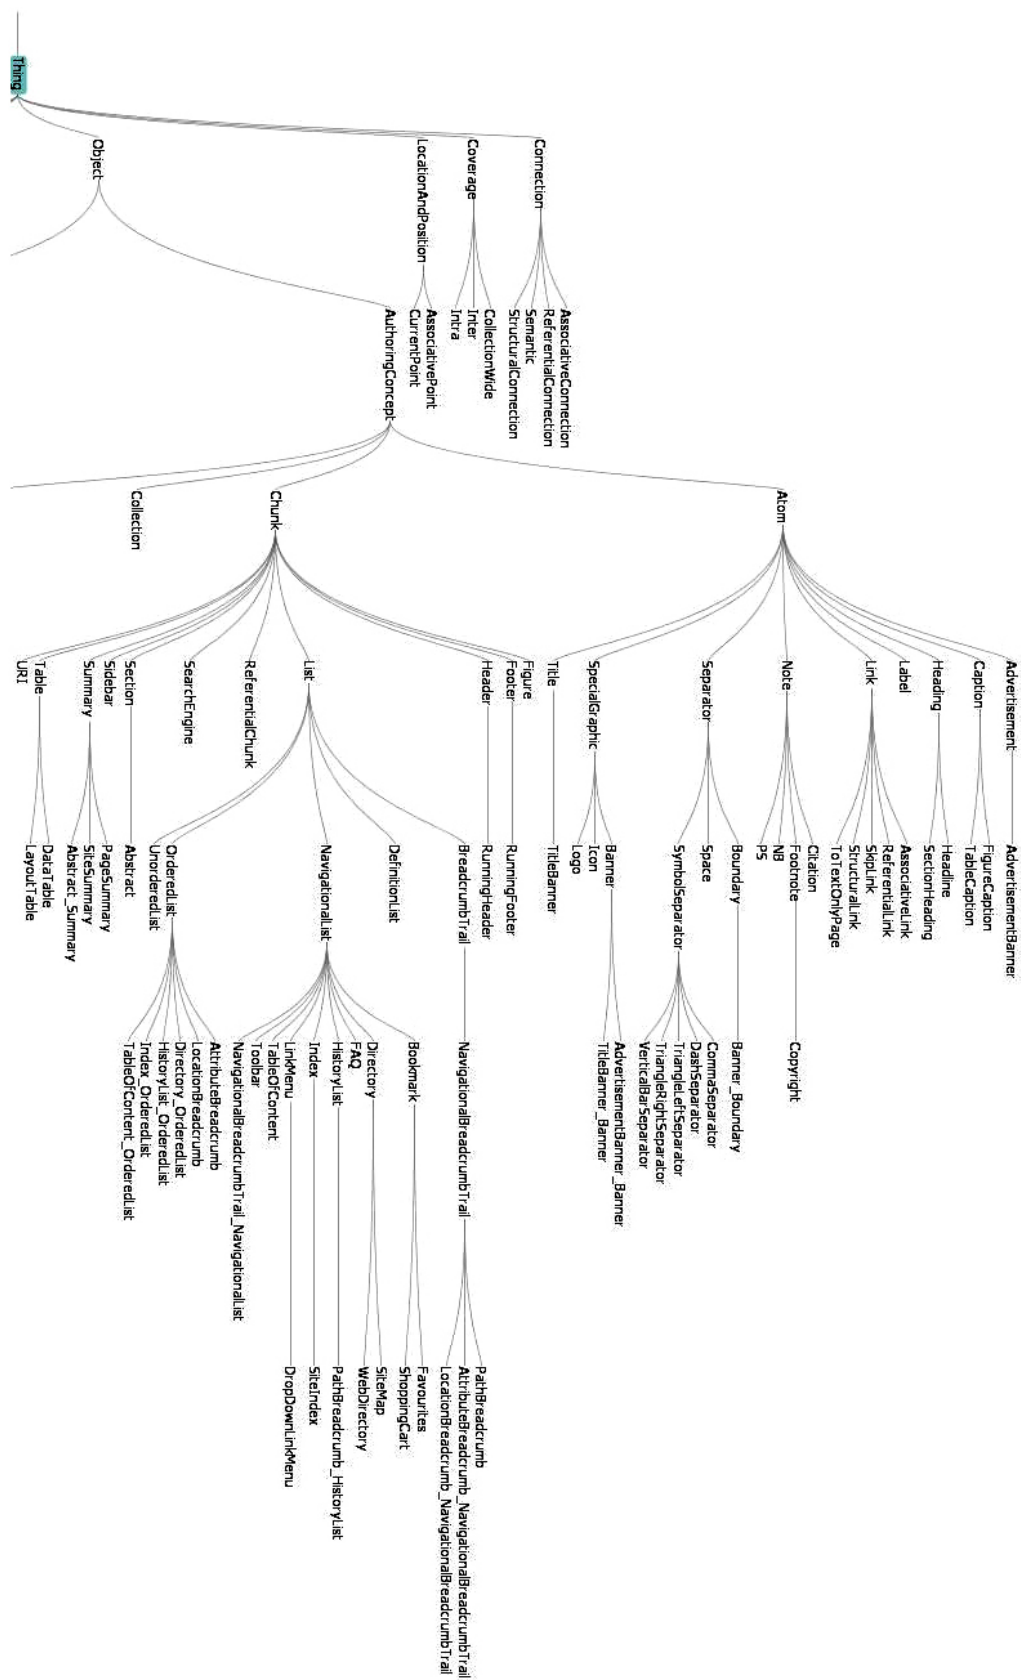 Thing
Connection
Coverage
LocationAndPosition
Object
AssociativeConnection
ReferentialConnection
Semantic
StructuralConnection
CollectionWide
Inter
Intra
AssociativePoint
CurrentPoint
AuthoringConcept
Atom
Chunk
Collection
Advertisement
Caption
Heading
Label
Link
Note
Separator
SpecialGraphic
Title
Figure
Footer
Header
List
ReferentialChunk
SearchEngine
Section
Sidebar
Summary
Table
URI
AdvertisementBanner
FigureCaption
TableCaption
Headline
SectionHeading
AssociativeLink
ReferentialLink
SkipLink
StructuralLink
ToTextOnlyPage
Citation
Footnote
NB
PS
Boundary
Space
SymbolSeparator
Banner
Icon
Logo
TitleBanner
RunningFooter
RunningHeader
BreadcrumbTrail
DefinitionList
NavigationalList
OrderedList
UnorderedList
Abstract
PageSummary
SiteSummary
Abstract_Summary
DataTable
LayoutTable
Copyright
Banner_Boundary
CommaSeparator
DashSeparator
TriangleLeftSeparator
TriangleRightSeparator
VerticalBarSeparator
AdvertisementBanner_Banner
TitleBanner_Banner
NavigationalBreadcrumbTrail
Bookmark
Directory
FAQ
HistoryList
Index
LinkMenu
TableOfContent
Toolbar
NavigationalBreadcrumbTrail_NavigationalList
AttributeBreadcrumb
LocationBreadcrumb
Directory_OrderedList
HistoryList_OrderedList
Index_OrderedList
TableOfContent_OrderedList
PathBreadcrumb
AttributeBreadcrumb_NavigationalBreadcrumbTrail
LocationBreadcrumb_NavigationalBreadcrumbTrail
Favourites
ShoppingCart
SiteMap
WebDirectory
PathBreadcrumb_HistoryList
SiteIndex
DropDownLinkMenu